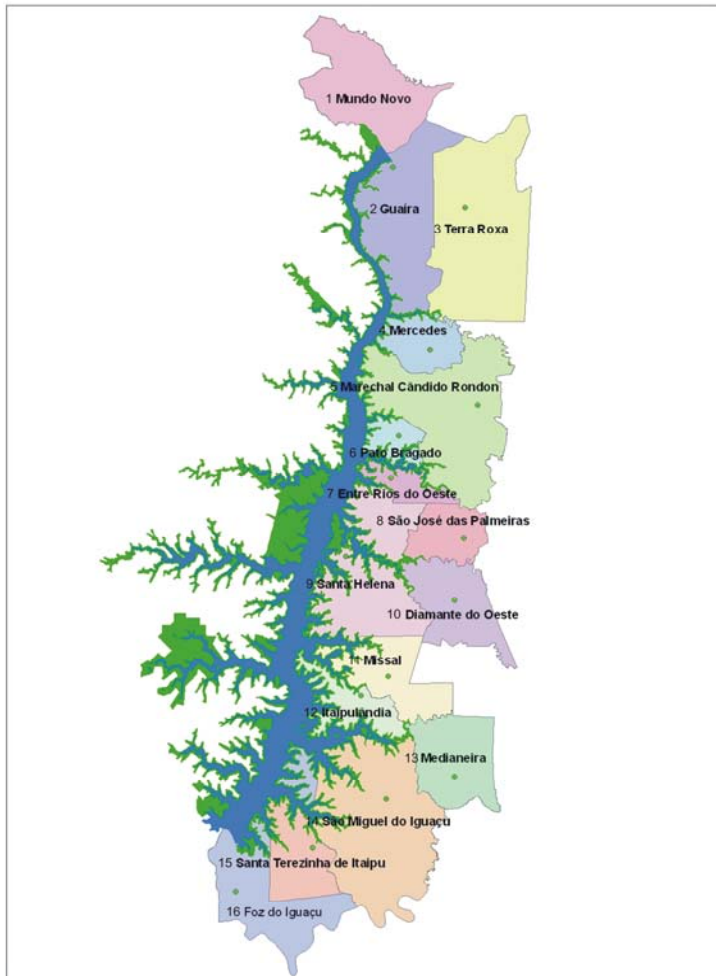 1 Mundo Novo
2 Guaíra
3 Terra Roxa
4 Mercedes
5 Marechal Cândido Rondon
6 Pato Bragado
7 Entre Rios do Oeste
8 São José das Palmeiras
9 Santa Helena
10 Diamante do Oeste
11 Missal
12 Itaipulândia
13 Medianeira
14 São Miguel do Iguaçu
15 Santa Terezinha de Itaipu
16 Foz do Iguaçu